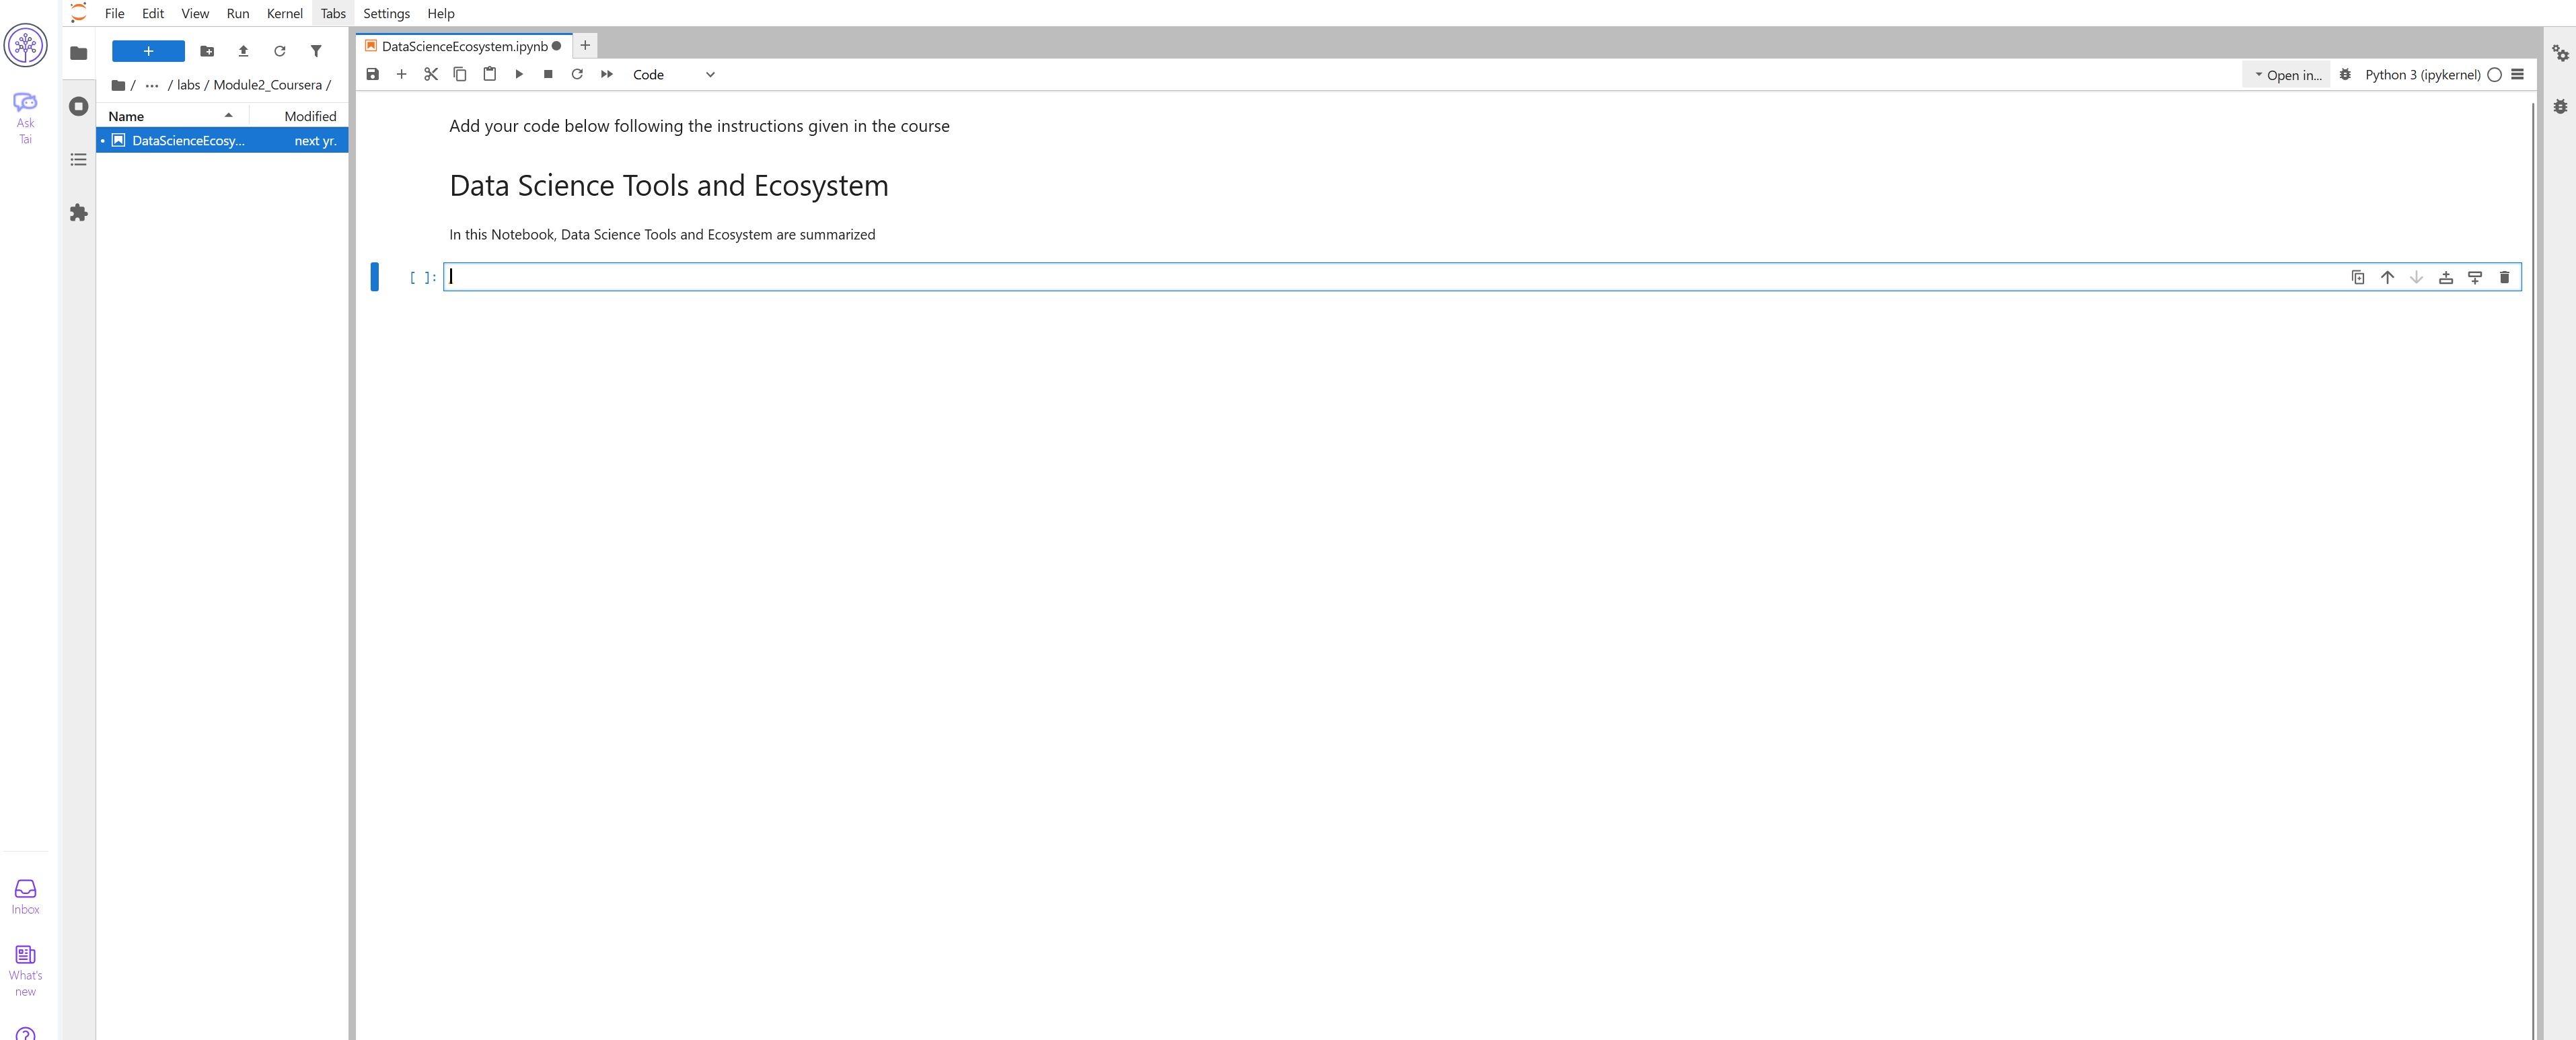 File Edit View Run Kernel Tabs Settings Help
Ask
Tai
Inbox
What's
new
/ ... / labs / Module2_Coursera /
Name Modified
DataScienceEcosy... next yr.
DataScienceEcosystem.ipynb
Code
Open in...
Python 3 (ipykernel)
Add your code below following the instructions given in the course
Data Science Tools and Ecosystem
In this Notebook, Data Science Tools and Ecosystem are summarized
[ ]: